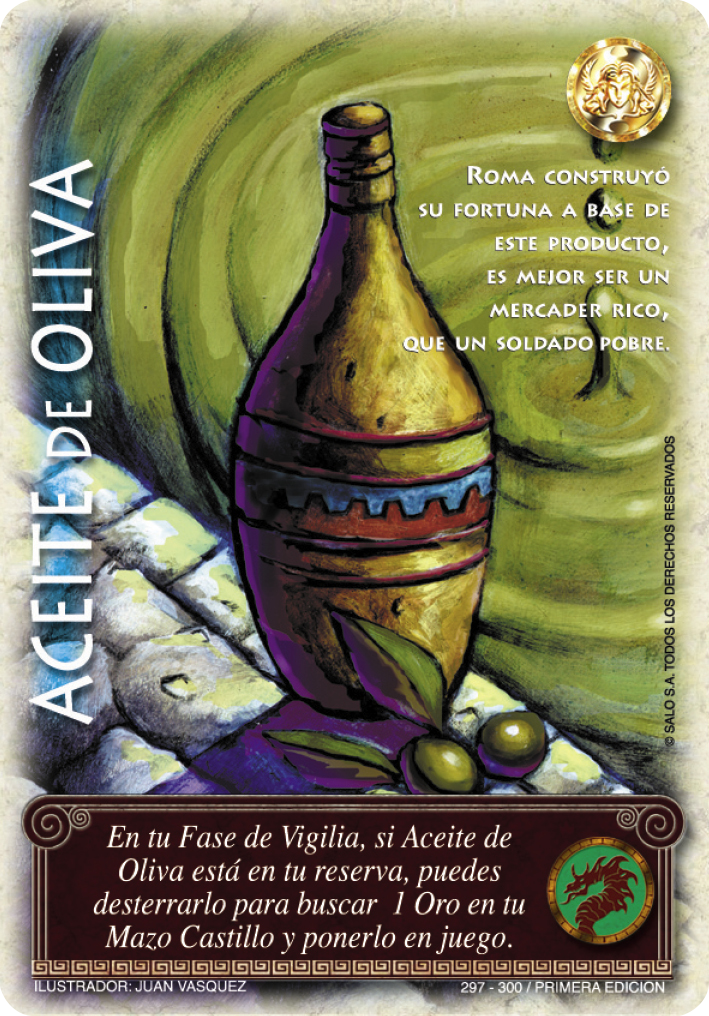 ACEITE DE OLIVA
ROMA CONSTRUYÓ
SU FORTUNA A BASE DE
ESTE PRODUCTO,
ES MEJOR SER UN
MERCADER RICO,
QUE UN SOLDADO POBRE.
© SALO S.A. TODOS LOS DERECHOS RESERVADOS
En tu Fase de Vigilia, si Aceite de
Oliva está en tu reserva, puedes
desterrarlo para buscar 1 Oro en tu
Mazo Castillo y ponerlo en juego.
ILUSTRADOR: JUAN VASQUEZ
297 - 300 / PRIMERA EDICION